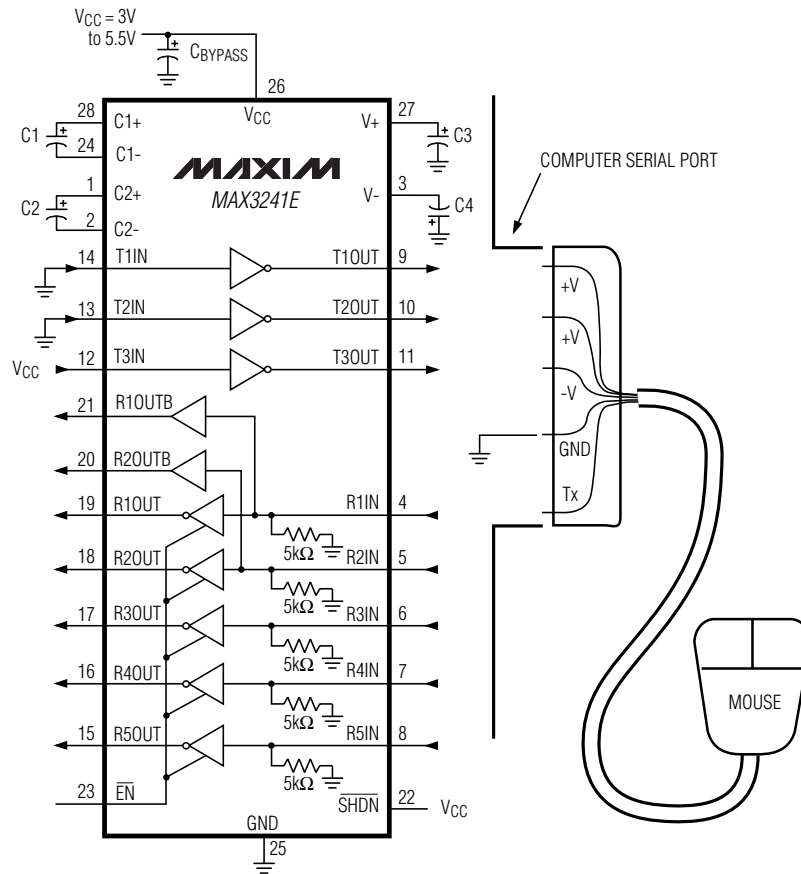 VCC = 3V
to 5.5V
CBYPASS
26
VCC
28
C1+
C1
24
C1-
1
C2+
C2
2
C2-
27
V+
C3
3
V-
C4
MAXIM
MAX3241E
COMPUTER SERIAL PORT
14 T1IN T1OUT 9
13 T2IN T2OUT 10
VCC 12 T3IN T3OUT 11
21 R1OUTB
20 R2OUTB
19 R1OUT R1IN 4
5kΩ
18 R2OUT R2IN 5
5kΩ
17 R3OUT R3IN 6
5kΩ
16 R4OUT R4IN 7
5kΩ
15 R5OUT R5IN 8
5kΩ
23 EN
SHDN 22 VCC
GND
25
+V
+V
-V
GND
Tx
MOUSE